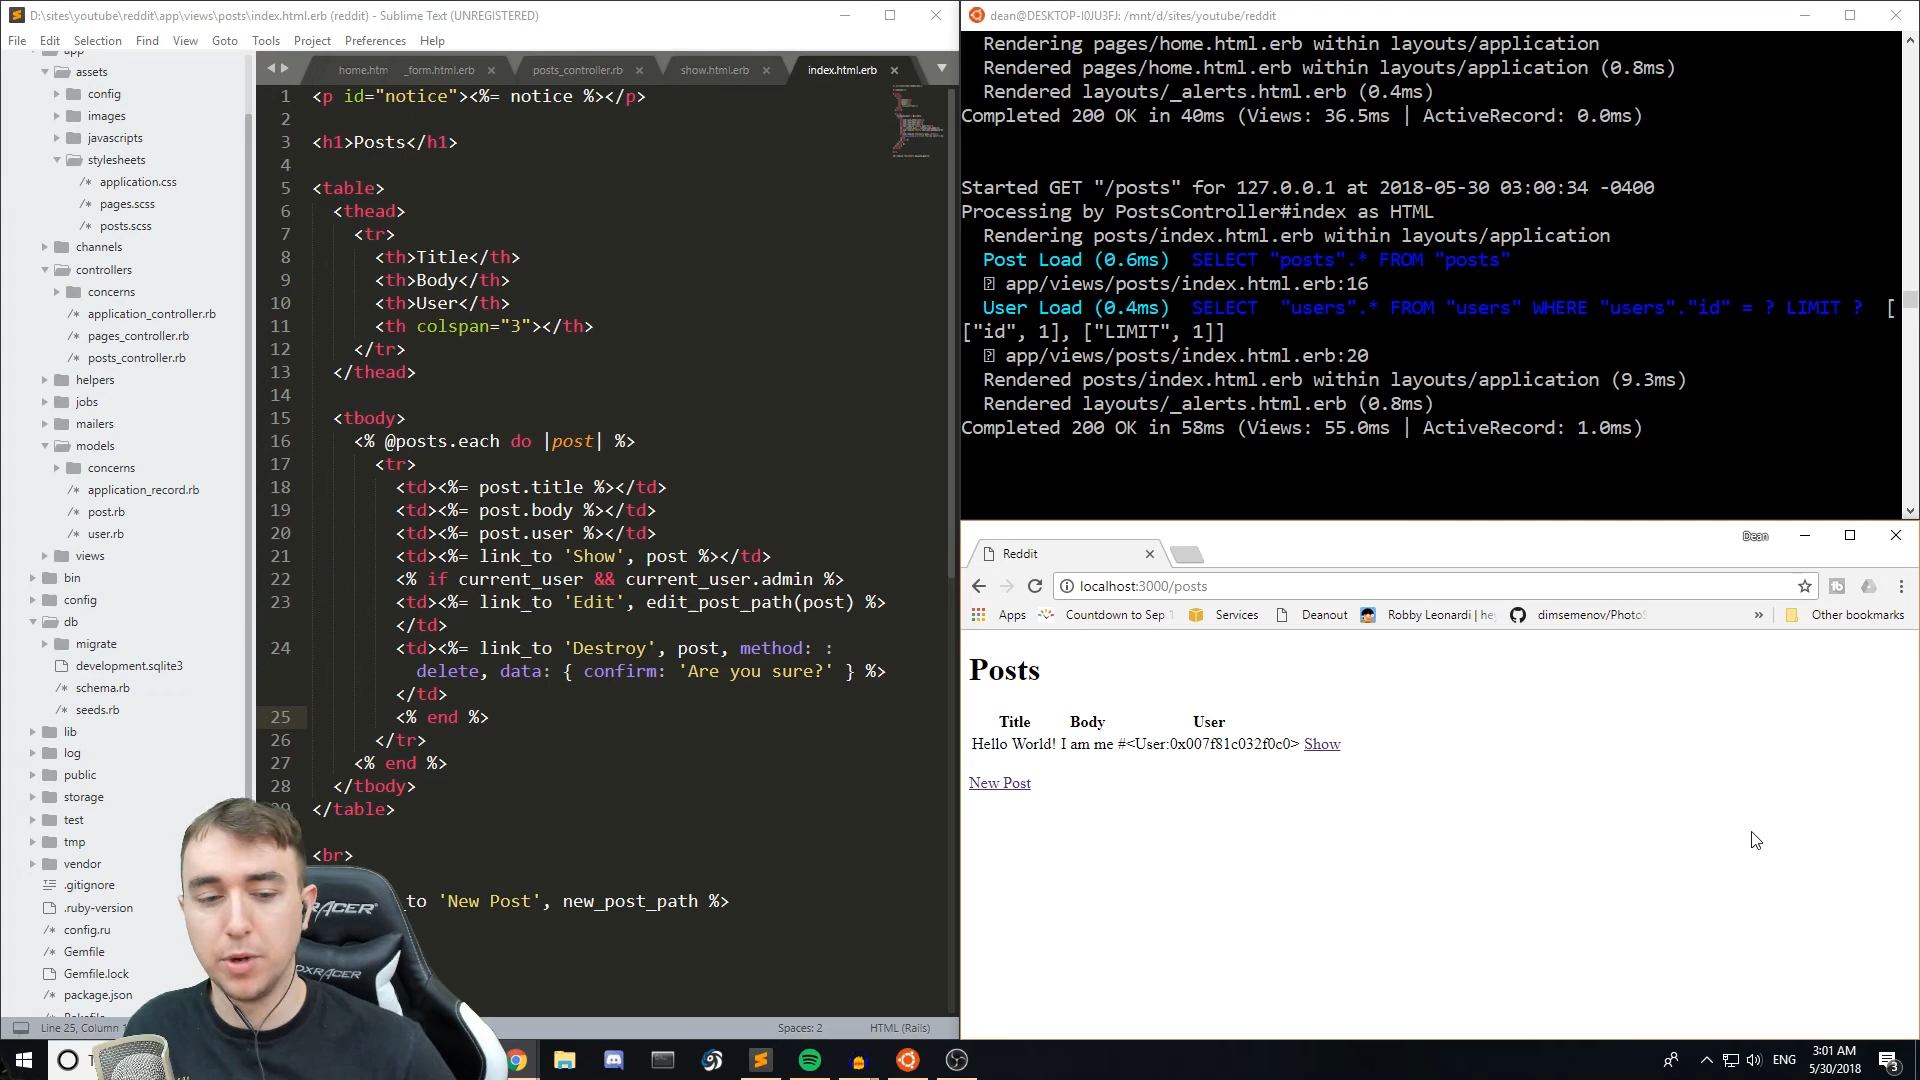 D:\sites\youtube\reddit\app\views\posts\index.html.erb (reddit) - Sublime Text (UNREGISTERED)
File Edit Selection Find View Goto Tools Project Preferences Help
app
assets
config
images
javascripts
stylesheets
application.css
pages.scss
posts.scss
channels
controllers
concerns
application_controller.rb
pages_controller.rb
posts_controller.rb
helpers
jobs
mailers
models
concerns
application_record.rb
post.rb
user.rb
views
bin
config
db
migrate
development.sqlite3
schema.rb
seeds.rb
lib
log
public
storage
test
tmp
vendor
.gitignore
.ruby-version
config.ru
Gemfile
Gemfile.lock
package.json
home.htm _form.html.erb posts_controller.rb show.html.erb index.html.erb
1 <p id="notice"><%= notice %></p>
2
3 <h1>Posts</h1>
4
5 <table>
6 <thead>
7 <tr>
8 <th>Title</th>
9 <th>Body</th>
10 <th>User</th>
11 <th colspan="3"></th>
12 </tr>
13 </thead>
14
15 <tbody>
16 <% @posts.each do |post| %>
17 <tr>
18 <td><%= post.title %></td>
19 <td><%= post.body %></td>
20 <td><%= post.user %></td>
21 <td><%= link_to 'Show', post %></td>
22 <% if current_user && current_user.admin %>
23 <td><%= link_to 'Edit', edit_post_path(post) %>
</td>
24 <td><%= link_to 'Destroy', post, method: :
delete, data: { confirm: 'Are you sure?' } %>
</td>
25 <% end %>
26 </tr>
27 <% end %>
28 </tbody>
</table>
<br>
to 'New Post', new_post_path %>
Line 25, Column Spaces: 2 HTML (Rails)
dean@DESKTOP-I0JU3FJ: /mnt/d/sites/youtube/reddit
Rendering pages/home.html.erb within layouts/application
Rendered pages/home.html.erb within layouts/application (0.8ms)
Rendered layouts/_alerts.html.erb (0.4ms)
Completed 200 OK in 40ms (Views: 36.5ms | ActiveRecord: 0.0ms)
Started GET "/posts" for 127.0.0.1 at 2018-05-30 03:00:34 -0400
Processing by PostsController#index as HTML
Rendering posts/index.html.erb within layouts/application
Post Load (0.6ms) SELECT "posts".* FROM "posts"
app/views/posts/index.html.erb:16
User Load (0.4ms) SELECT "users".* FROM "users" WHERE "users"."id" = ? LIMIT ? [
["id", 1], ["LIMIT", 1]]
app/views/posts/index.html.erb:20
Rendered posts/index.html.erb within layouts/application (9.3ms)
Rendered layouts/_alerts.html.erb (0.8ms)
Completed 200 OK in 58ms (Views: 55.0ms | ActiveRecord: 1.0ms)
Dean
Reddit
localhost:3000/posts
Apps Countdown to Sep Services Deanout Robby Leonardi | he dimsemenov/PhotoS » Other bookmarks
Posts
Title Body User
Hello World! I am me #<User:0x007f81c032f0c0> Show
New Post
DXRACER
DXRACER
ENG
3:01 AM
5/30/2018
3